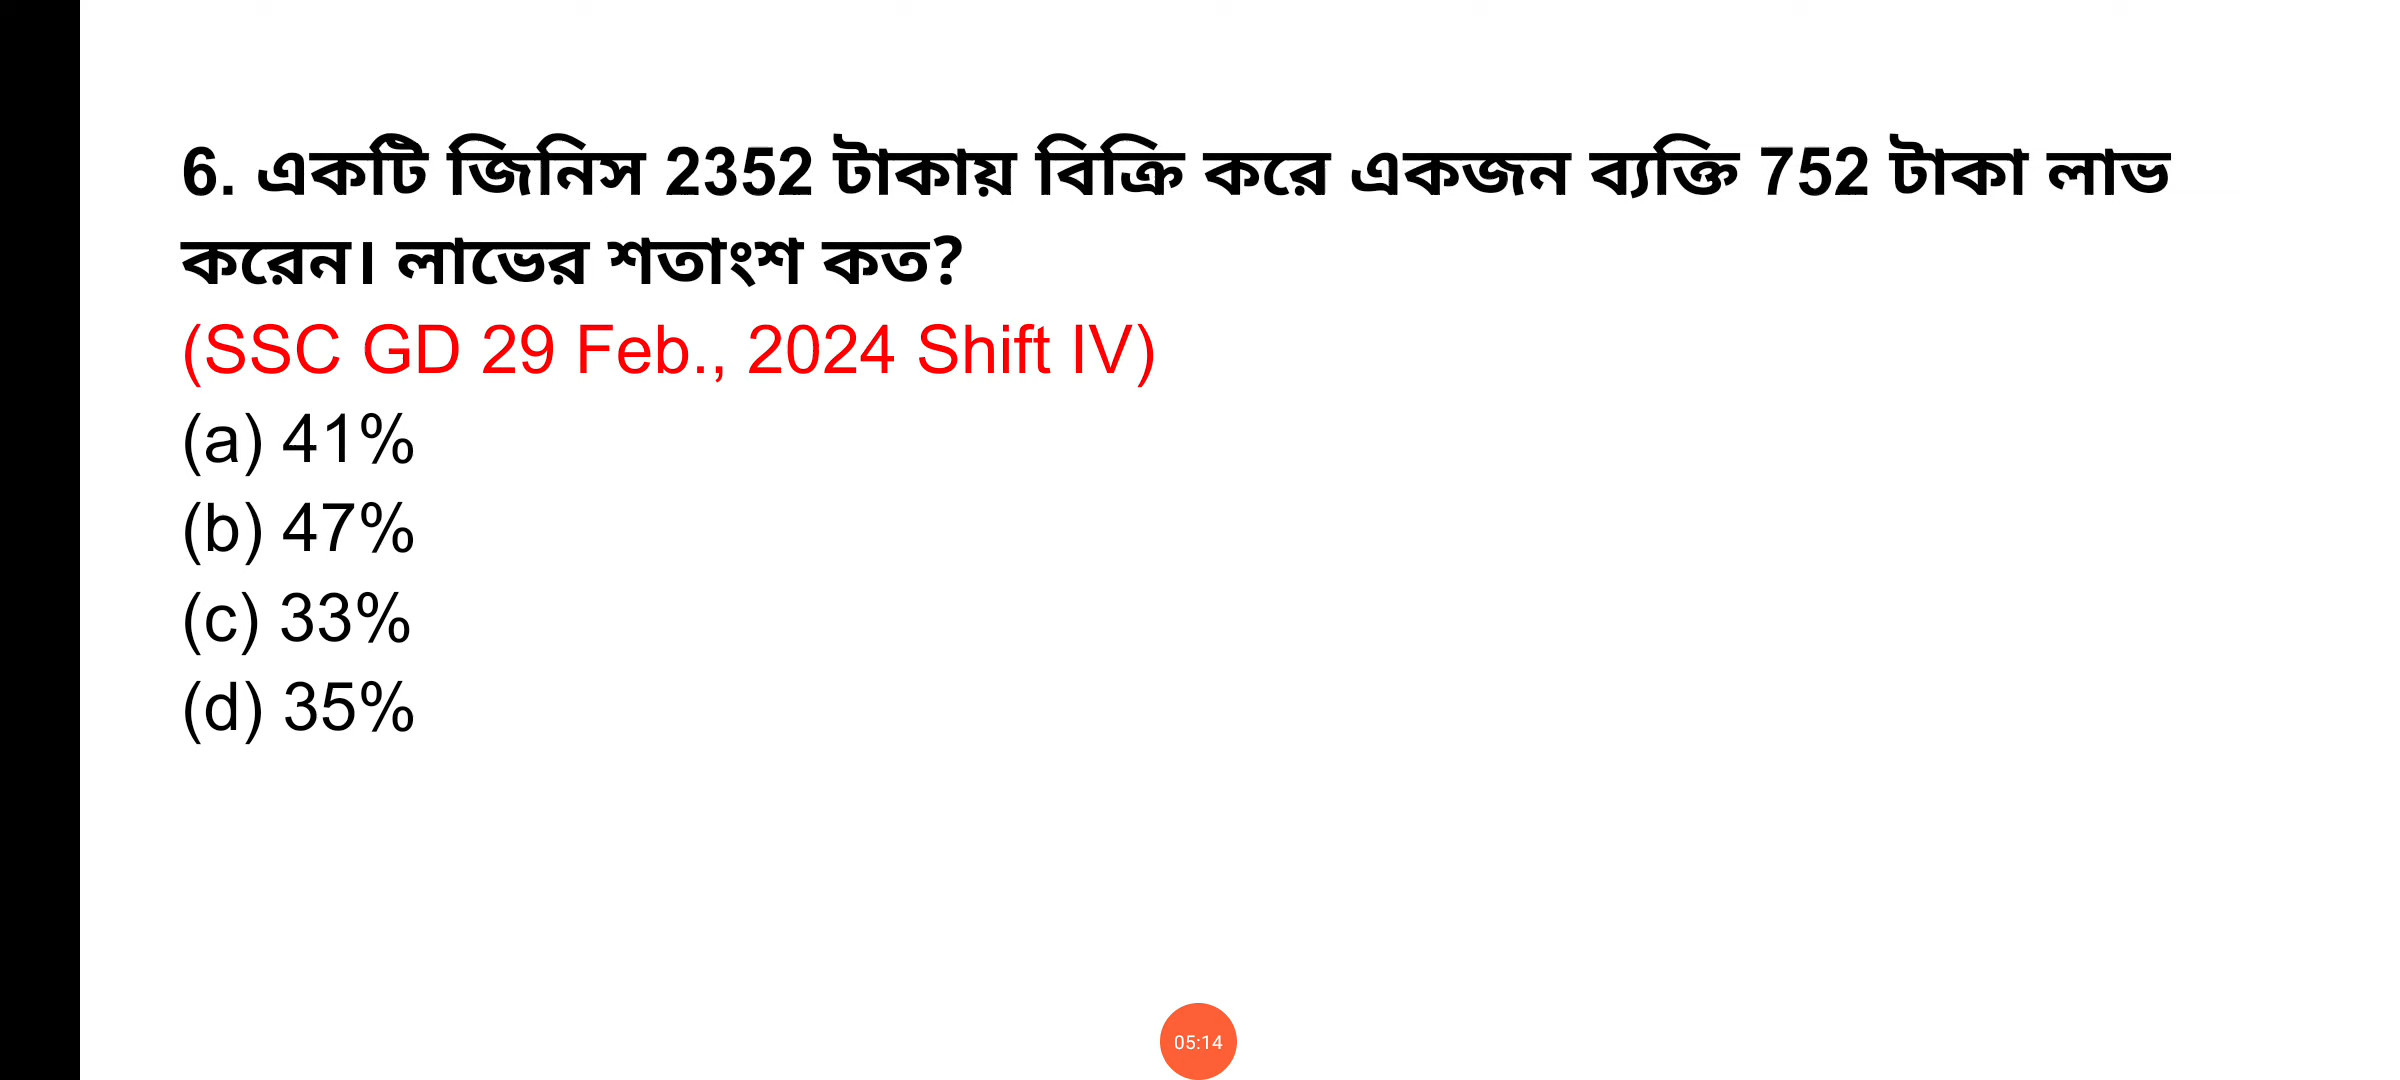 6. একটি জিনিস 2352 টাকায় বিক্রি করে একজন ব্যক্তি 752 টাকা লাভ
করেন। লাভের শতাংশ কত?
(SSC GD 29 Feb., 2024 Shift IV)
(a) 41%
(b) 47%
(c) 33%
(d) 35%
05:14